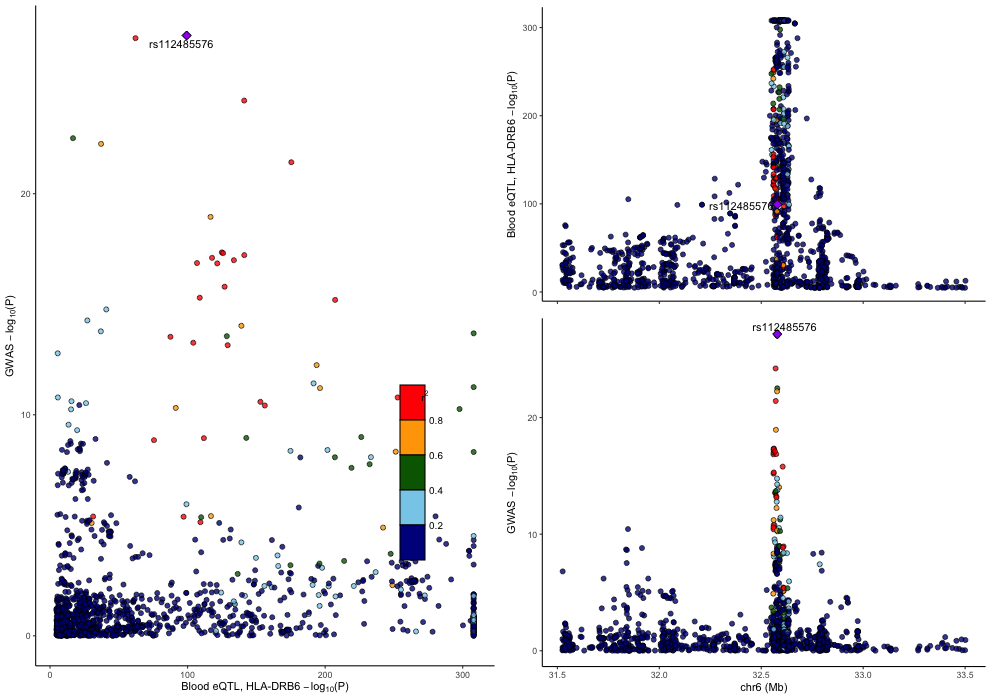 rs112485576
20
10
0
GWAS −log10(P)
r2
0.8
0.6
0.4
0.2
0
100
200
300
Blood eQTL, HLA−DRB6 −log10(P)
300
200
100
0
Blood eQTL, HLA−DRB6 −log10(P)
rs112485576
rs112485576
20
10
0
GWAS −log10(P)
31.5
32.0
32.5
33.0
33.5
chr6 (Mb)